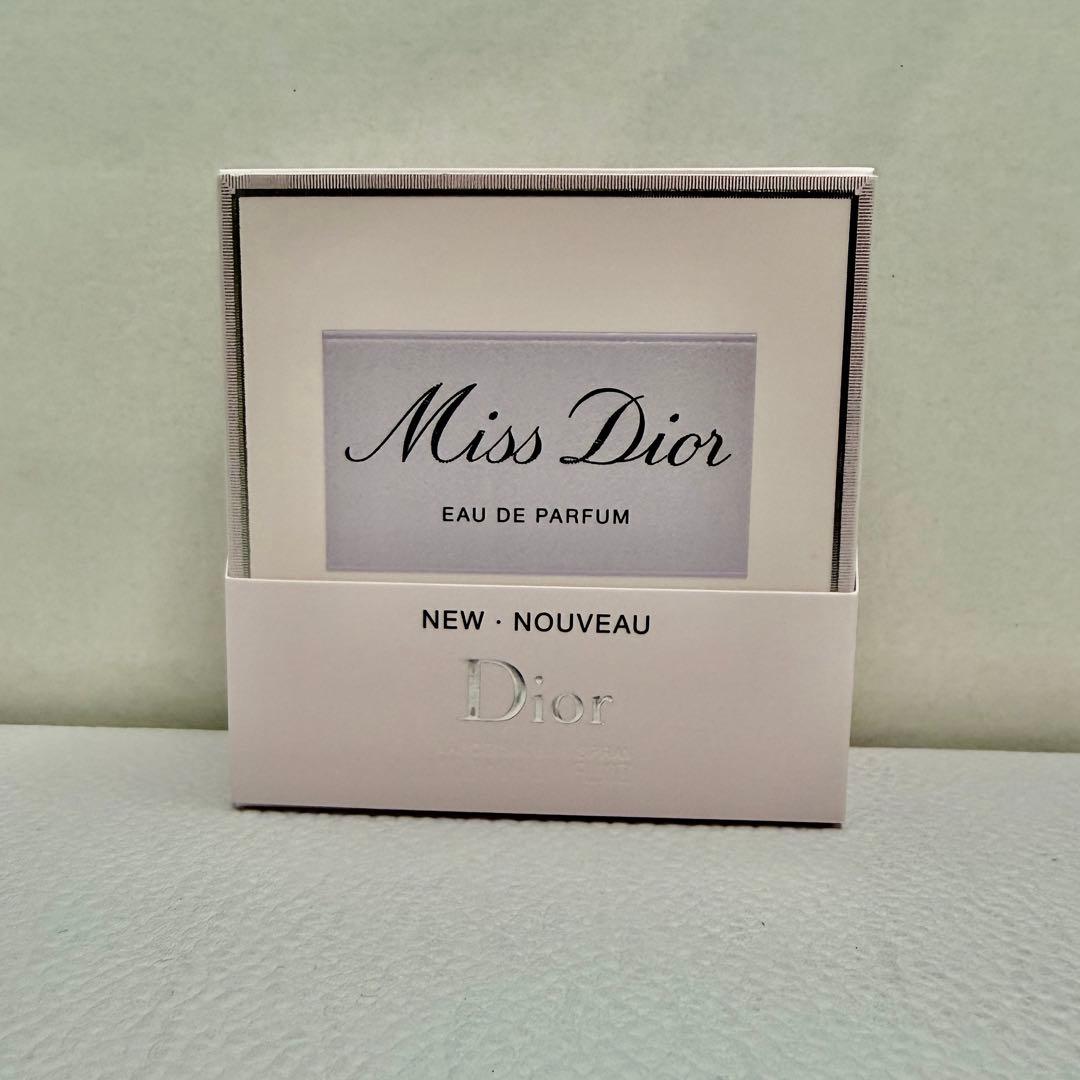 Miss Dior
EAU DE PARFUM
NEW · NOUVEAU
Dior